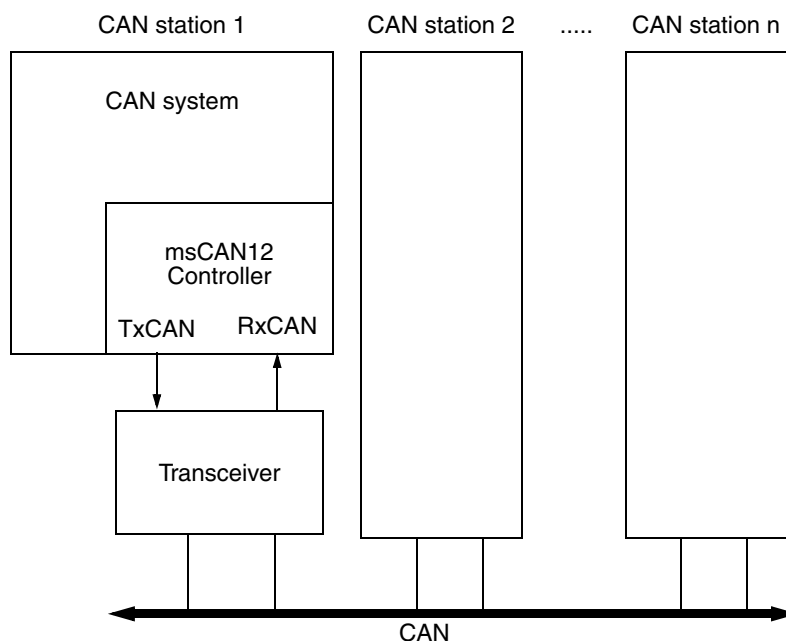 CAN station 1
CAN station 2
.....
CAN station n
CAN system
msCAN12
Controller
TxCAN
RxCAN
Transceiver
CAN